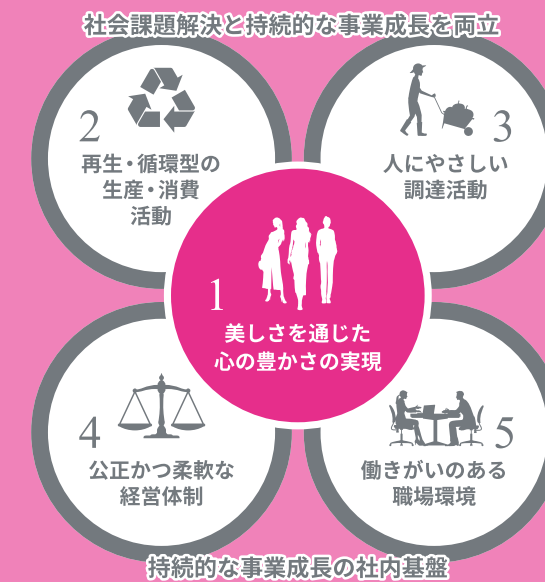 社会課題解決と持続的な事業成長を両立
2
再生・循環型の
生産・消費
活動
3
人にやさしい
調達活動
1
美しさを通じた
心の豊かさの実現
4
公正かつ柔軟な
経営体制
5
働きがいのある
職場環境
持続的な事業成長の社内基盤